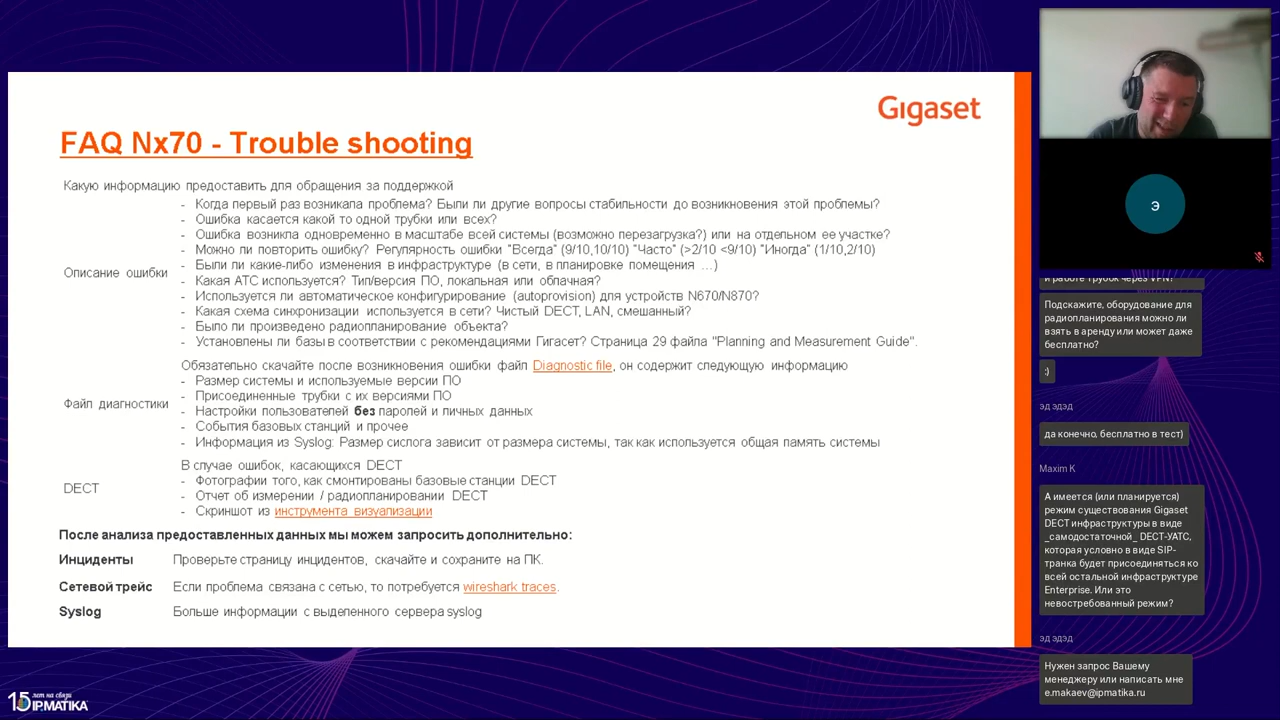 Gigaset
FAQ Nx70 - Trouble shooting
Какую информацию предоставить для обращения за поддержкой
Описание ошибки
- Когда первый раз возникала проблема? Были ли другие вопросы стабильности до возникновения этой проблемы?
- Ошибка касается какой то одной трубки или всех?
- Ошибка возникла одновременно в масштабе всей системы (возможно перезагрузка?) или на отдельном ее участке?
- Можно ли повторить ошибку? Регулярность ошибки "Всегда" (9/10,10/10) "Часто" (>2/10 <9/10) "Иногда" (1/10,2/10)
- Были ли какие-либо изменения в инфраструктуре (в сети, в планировке помещения ...)
- Какая АТС используется? Тип/версия ПО, локальная или облачная?
- Используется ли автоматическое конфигурирование (autoprovision) для устройств N670/N870?
- Какая схема синхронизации используется в сети? Чистый DECT, LAN, смешанный?
- Было ли произведено радиопланирование объекта?
- Установлены ли базы в соответствии с рекомендациями Гигасет? Страница 29 файла "Planning and Measurement Guide".
Файл диагностики
Обязательно скачайте после возникновения ошибки файл Diagnostic file, он содержит следующую информацию
- Размер системы и используемые версии ПО
- Присоединенные трубки с их версиями ПО
- Настройки пользователей без паролей и личных данных
- События базовых станций и прочее
- Информация из Syslog: Размер сислога зависит от размера системы, так как используется общая память системы
DECT
В случае ошибок, касающихся DECT
- Фотографии того, как смонтированы базовые станции DECT
- Отчет об измерении / радиопланировании DECT
- Скриншот из инструмента визуализации
После анализа предоставленных данных мы можем запросить дополнительно:
Инциденты Проверьте страницу инцидентов, скачайте и сохраните на ПК.
Сетевой трейс Если проблема связана с сетью, то потребуется wireshark traces.
Syslog Больше информации с выделенного сервера syslog
15 лет на связи
IPMATIKA
э
и работе трубок через VPN?
Подскажите, оборудование для
радиопланирования можно ли
взять в аренду или может даже
бесплатно?
:)
эд эдэд
да конечно, бесплатно в тест)
Maxim K
А имеется (или планируется)
режим существования Gigaset
DECT инфраструктуры в виде
_самодостаточной_ DECT-УАТС,
которая условно в виде SIP-
транка будет присоединяться ко
всей остальной инфраструктуре
Enterprise. Или это
невостребованный режим?
эд эдэд
Нужен запрос Вашему
менеджеру или написать мне
e.makaev@ipmatika.ru